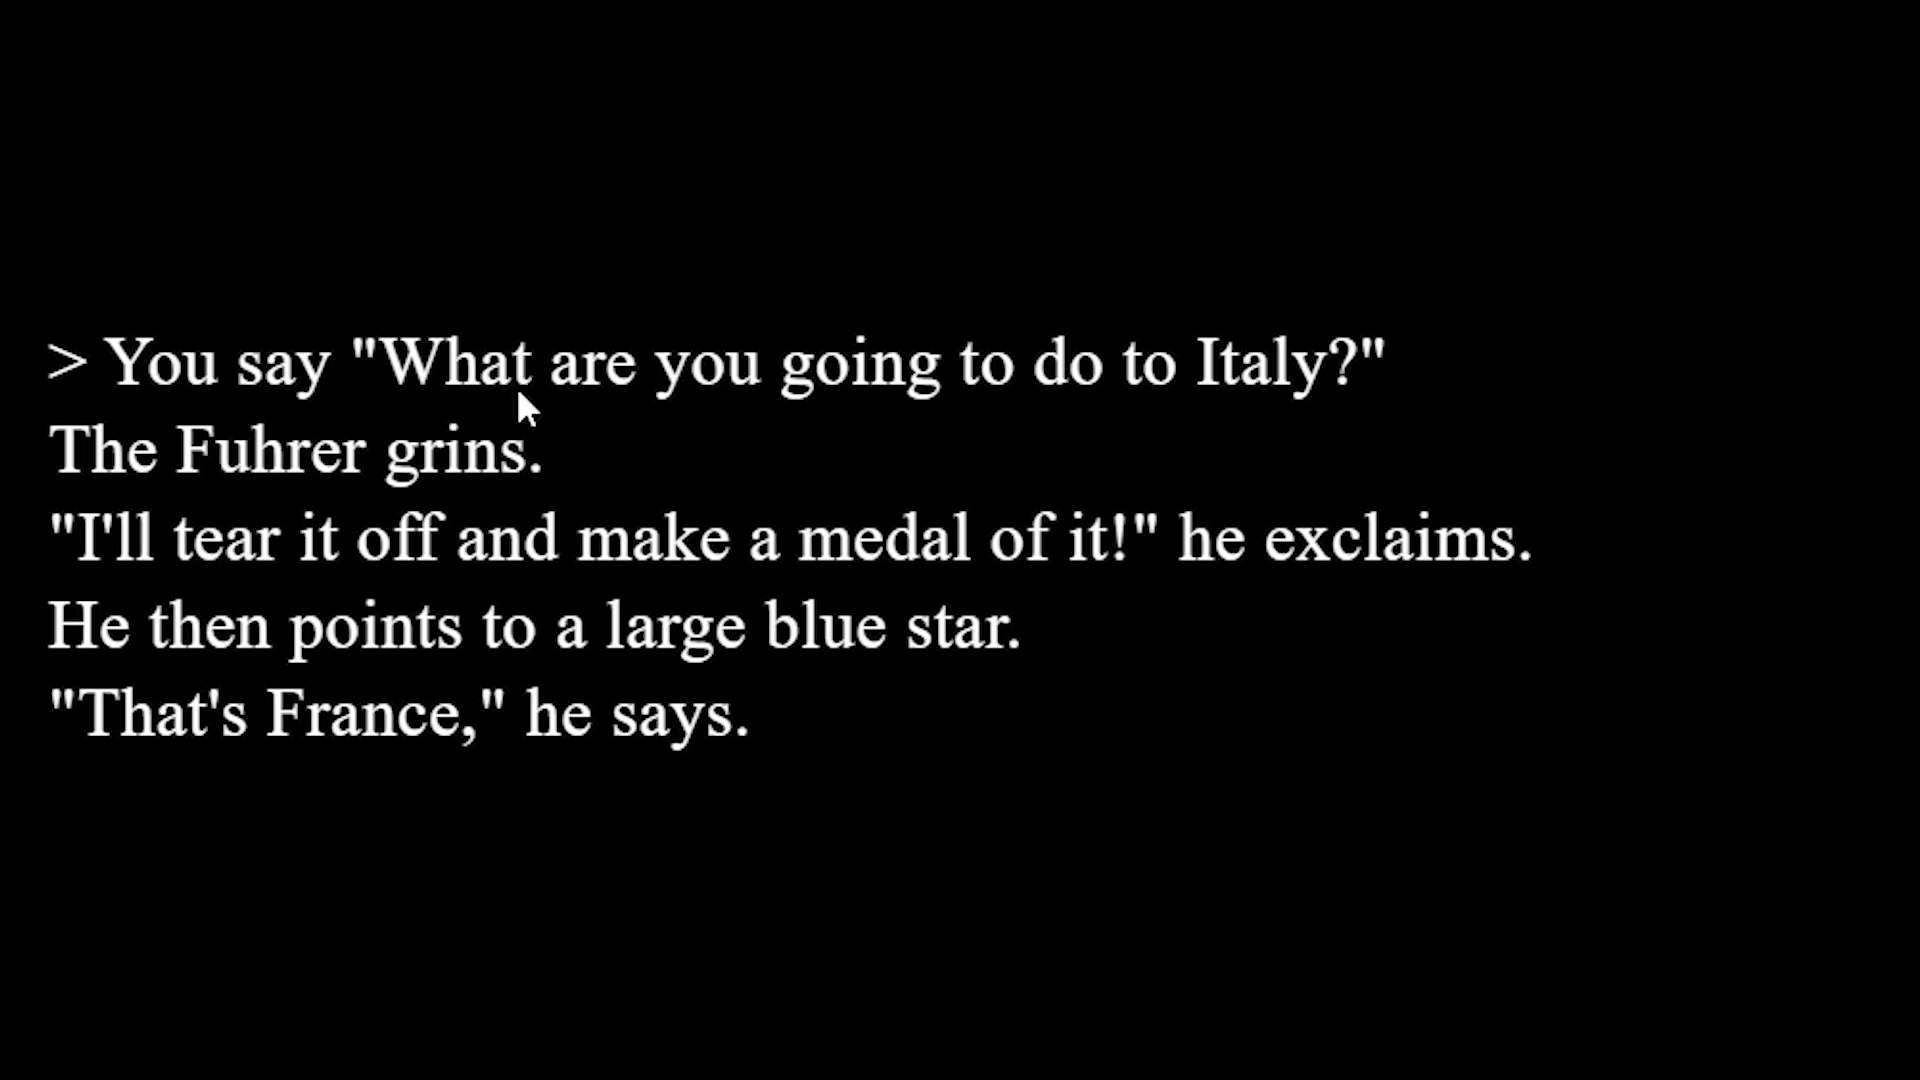 > You say "What are you going to do to Italy?"
The Fuhrer grins.
"I'll tear it off and make a medal of it!" he exclaims.
He then points to a large blue star.
"That's France," he says.